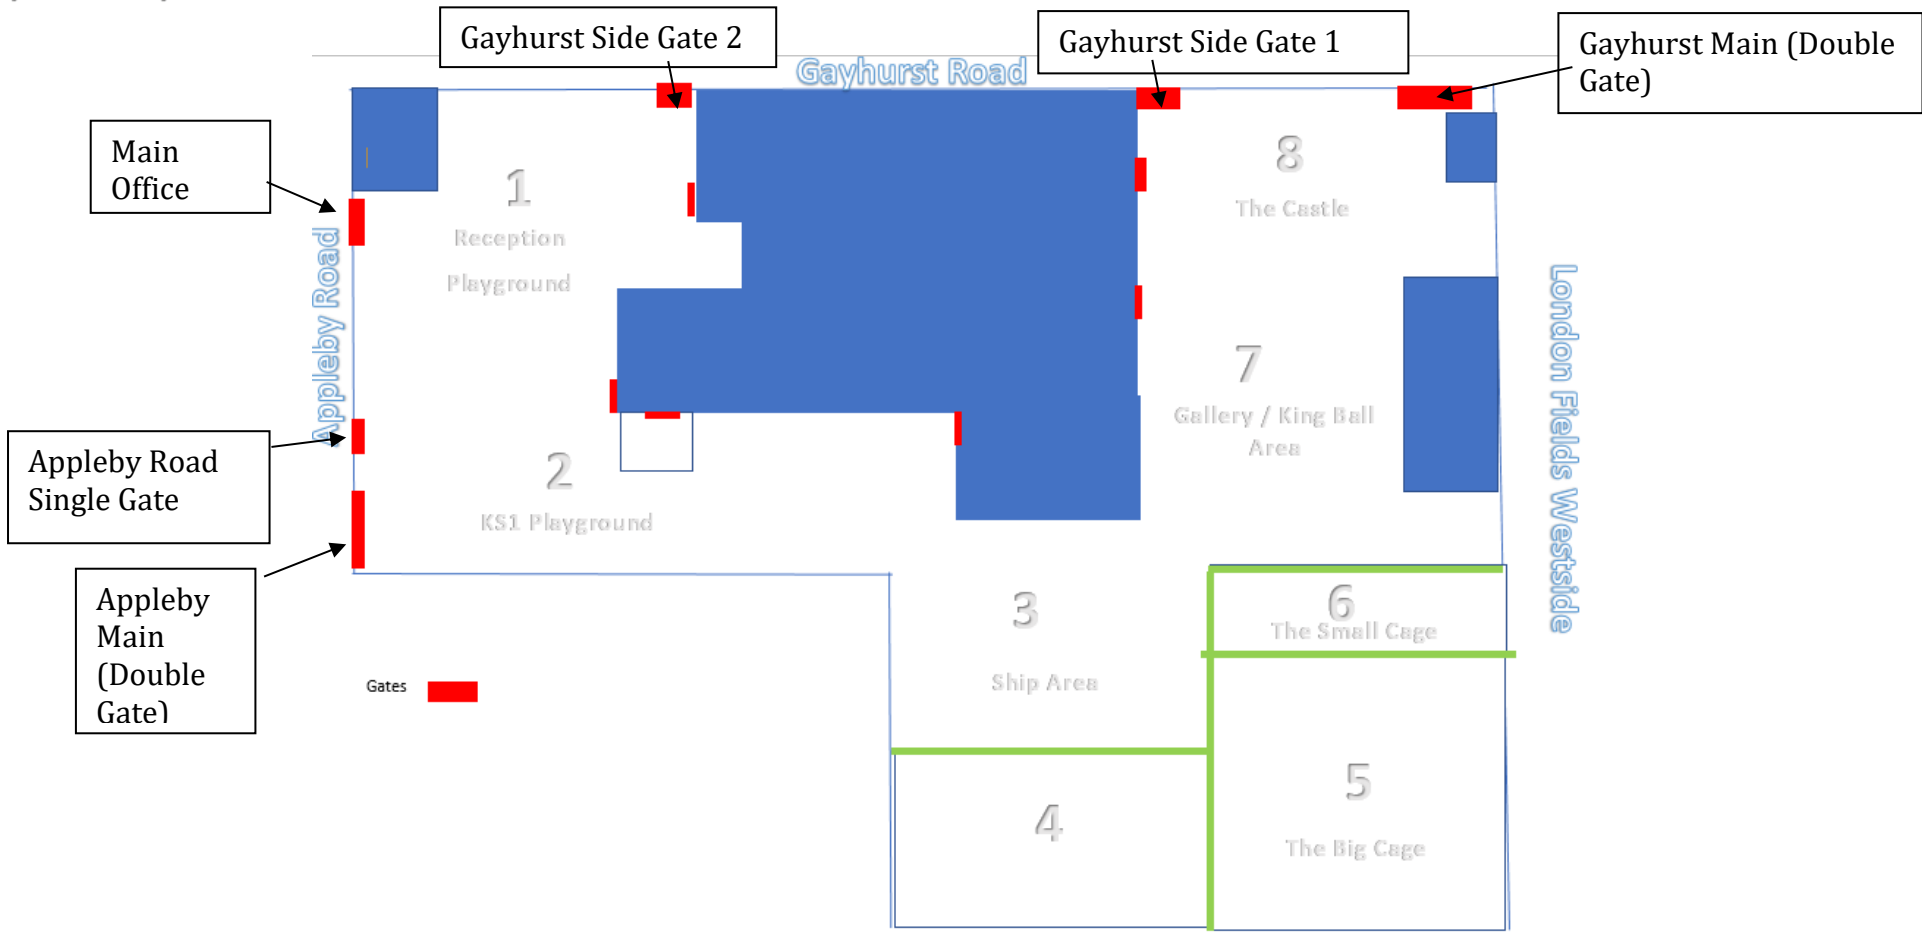 Gayhurst Side Gate 2
Gayhurst Side Gate 1
Gayhurst Main (Double
Gate)
Gayhurst Road
Main
Office
1
Reception
Playground
8
The Castle
Appleby Road
London Fields Westside
7
Gallery / King Ball
Area
Appleby Road
Single Gate
2
KS1 Playground
Appleby
Main
(Double
Gate)
3
Ship Area
6
The Small Cage
Gates
4
5
The Big Cage